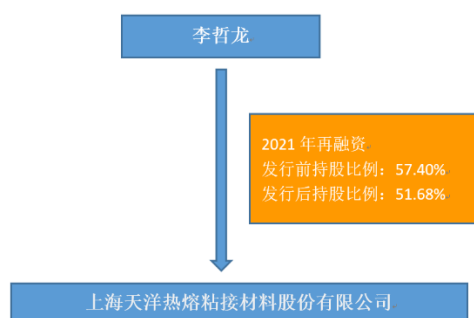 李哲龙
2021 年再融资
发行前持股比例：57.40%
发行后持股比例：51.68%
上海天洋热熔粘接材料股份有限公司